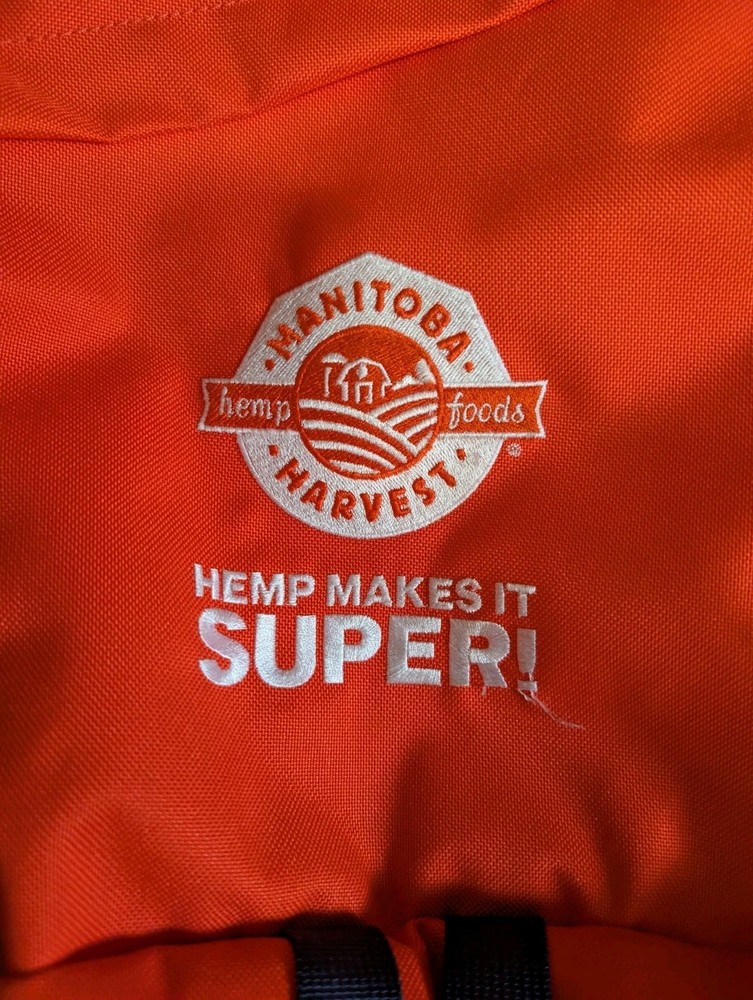 MANITOBA
hemp foods
HARVEST
®
HEMP MAKES IT
SUPER!